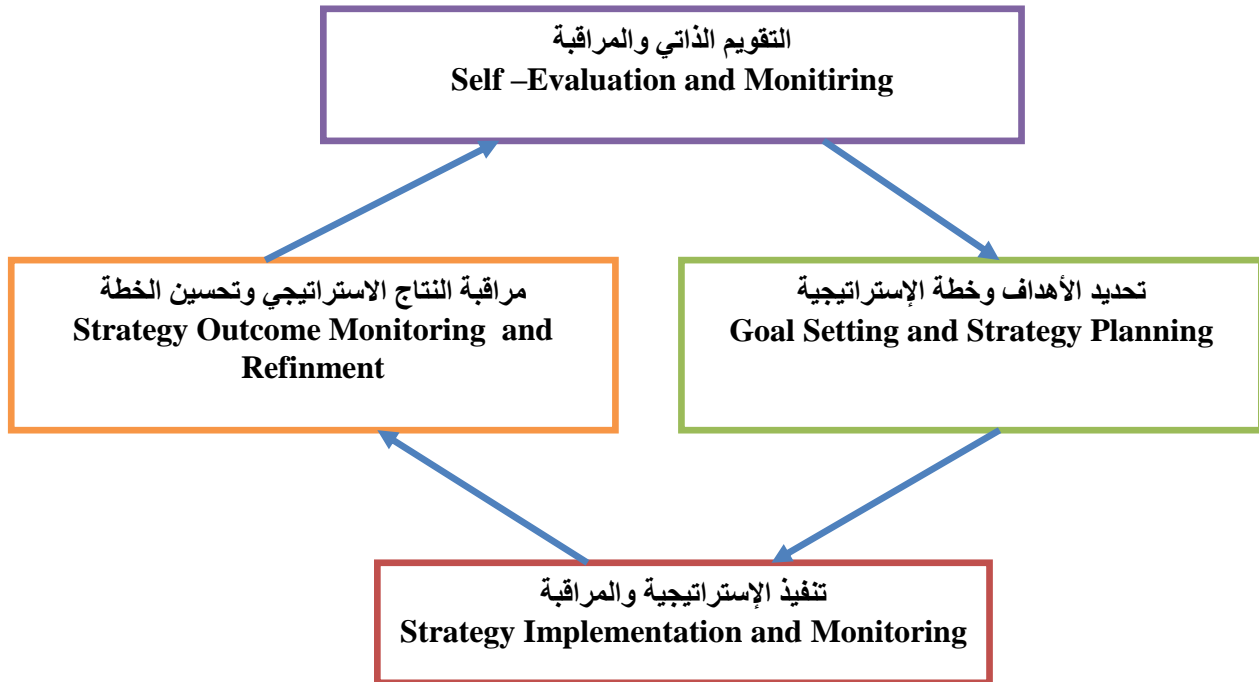 التقويم الذاتي والمراقبة
Self –Evaluation and Monitiring
مراقبة النتاج الاستراتيجي وتحسين الخطة
Strategy Outcome Monitoring and
Refinment
تحديد الأهداف وخطة الإستراتيجية
Goal Setting and Strategy Planning
تنفيذ الإستراتيجية والمراقبة
Strategy Implementation and Monitoring